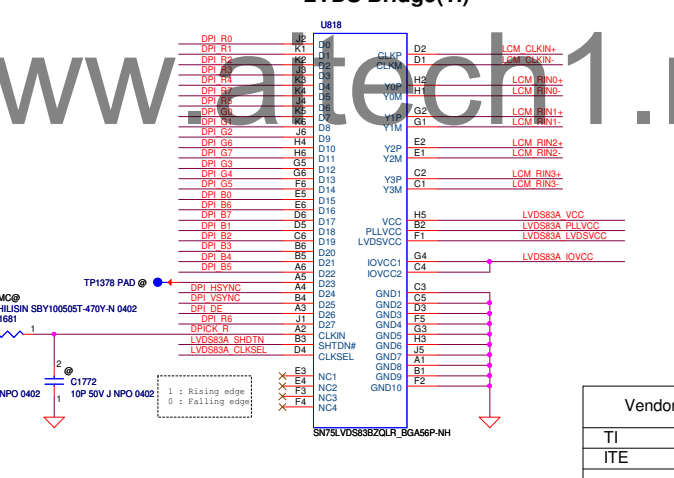 U818
DPI_R0 J2 D0
DPI_R1 K1 D1
DPI_R2 K2 D2
DPI_R3 J3 D3
DPI_R4 K3 D4
DPI_R7 K4 D5
DPI_R5 J4 D6
DPI_G0 K5 D7
DPI_G1 K6 D8
DPI_G2 J6 D9
DPI_G6 H4 D10
DPI_G7 H6 D11
DPI_G3 G5 D12
DPI_G4 G6 D13
DPI_G5 F6 D14
DPI_B0 E5 D15
DPI_B6 E6 D16
DPI_B7 D6 D17
DPI_B1 D5 D18
DPI_B2 C6 D19
DPI_B3 B6 D20
DPI_B4 B5 D21
DPI_B5 A6 D22
TP1378 PAD @ A5 D23
DPI_HSYNC A4 D24
DPI_VSYNC B4 D25
DPI_DE A3 D26
DPI_R6 J1 D27
DPICK_R A2 CLKIN
LVDS83A_SHDTN B3 SHTDN#
LVDS83A_CLKSEL D4 CLKSEL
E3 NC1
E4 NC2
F3 NC3
F4 NC4
CLKP D2 LCM_CLKIN+
CLKM D1 LCM_CLKIN-
Y0P H2 LCM_RIN0+
Y0M H1 LCM_RIN0-
Y1P G2 LCM_RIN1+
Y1M G1 LCM_RIN1-
Y2P E2 LCM_RIN2+
Y2M E1 LCM_RIN2-
Y3P C2 LCM_RIN3+
Y3M C1 LCM_RIN3-
VCC H5 LVDS83A_VCC
PLLVCC B2 LVDS83A_PLLVCC
LVDSVCC F1 LVDS83A_LVDSVCC
IOVCC1 G4 LVDS83A_IOVCC
IOVCC2 C4
GND1 C3
GND2 C5
GND3 D3
GND4 F5
GND5 G3
GND6 H3
GND7 J5
GND8 A1
GND9 B1
GND10 F2
SN75LVDS83BZQLR_BGA56P-NH
MC@
HILISIN SBY100505T-470Y-N 0402
1681
1
2
@
C1772
1
10P 50V J NPO 0402
NPO 0402
1 : Rising edge
0 : Falling edge
Vendor
TI
ITE
ww.aitech1.